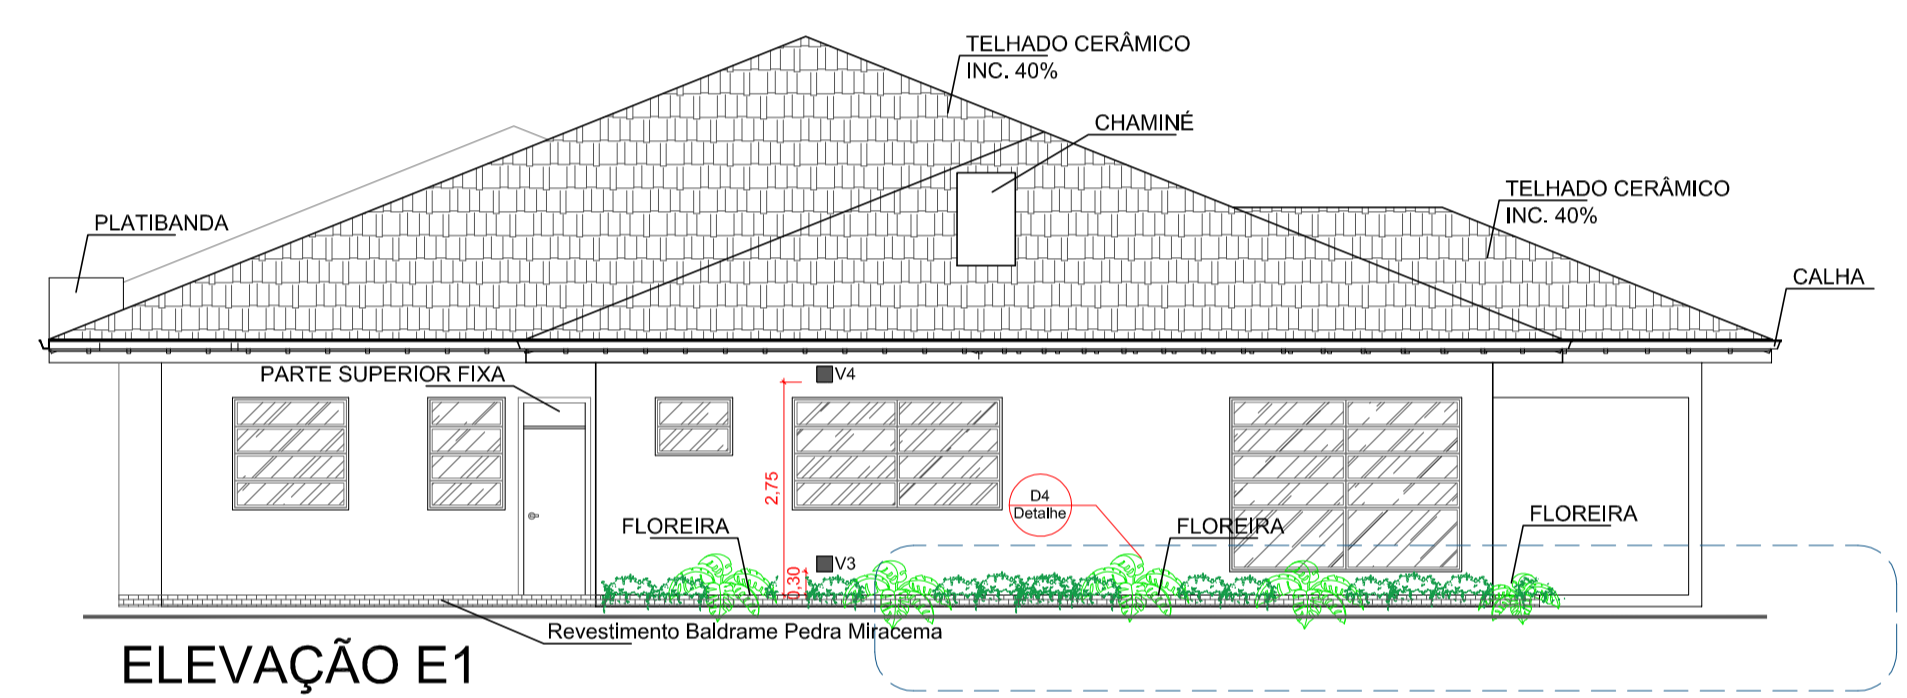 TELHADO CERÂMICO
INC. 40%
CHAMINÉ
TELHADO CERÂMICO
INC. 40%
PLATIBANDA
CALHA
PARTE SUPERIOR FIXA
V4
2,75
D4
Detalhe
FLOREIRA
FLOREIRA
FLOREIRA
V3
0,30
Revestimento Baldrame Pedra Miracema
ELEVAÇÃO E1